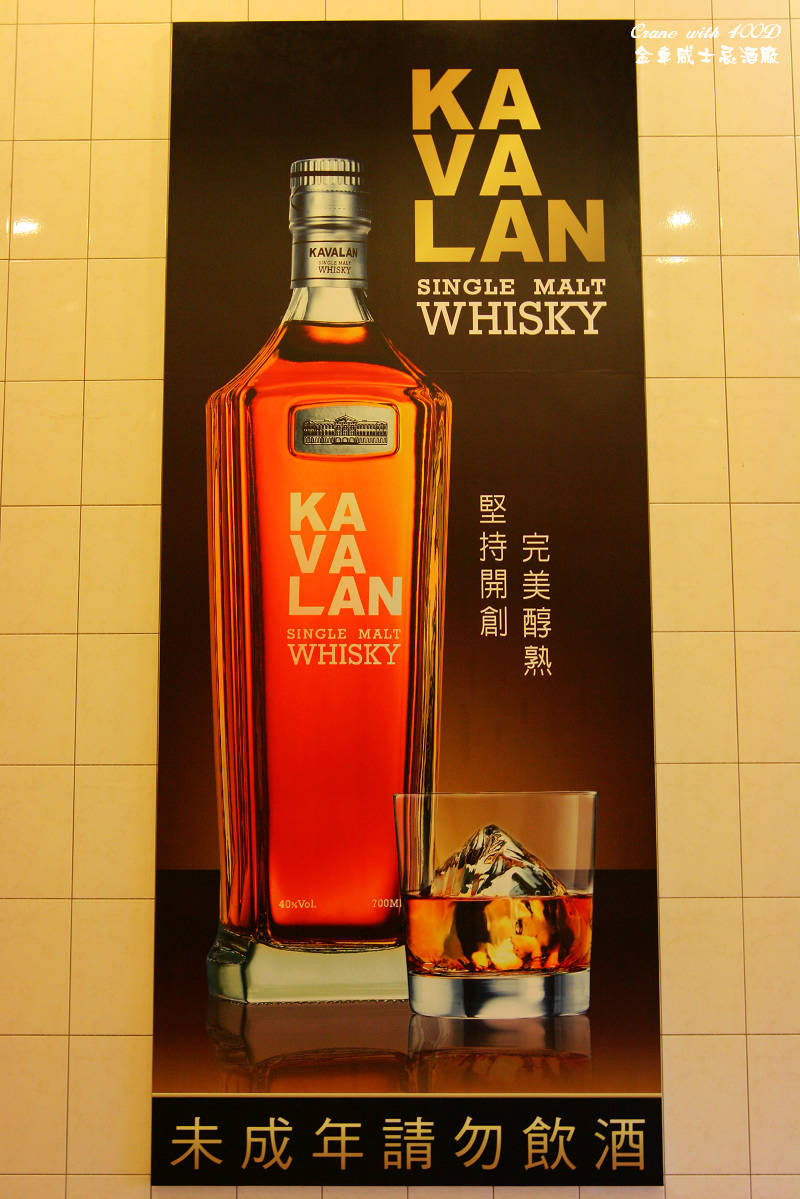 Crane with 400D
金車威士忌酒廠
KA
VA
LAN
SINGLE MALT
WHISKY
KAVALAN
SINGLE MALT
WHISKY
KA
VA
LAN
SINGLE MALT
WHISKY
完美醇熟
堅持開創
40%Vol.
700Ml
未成年請勿飲酒